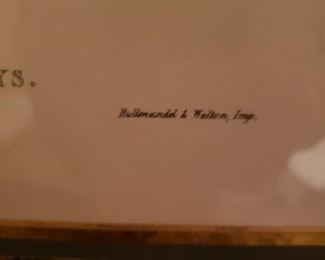 YS.
Hullmandel & Walton, Imp.